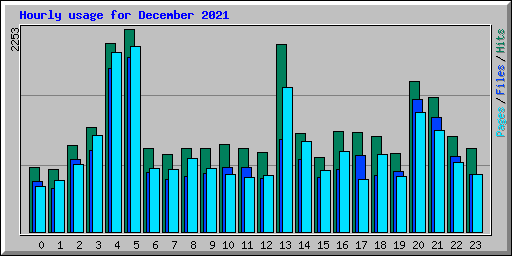 Hourly usage for December 2021
2253
Pages / Files / Hits
0 1 2 3 4 5 6 7 8 9 10 11 12 13 14 15 16 17 18 19 20 21 22 23